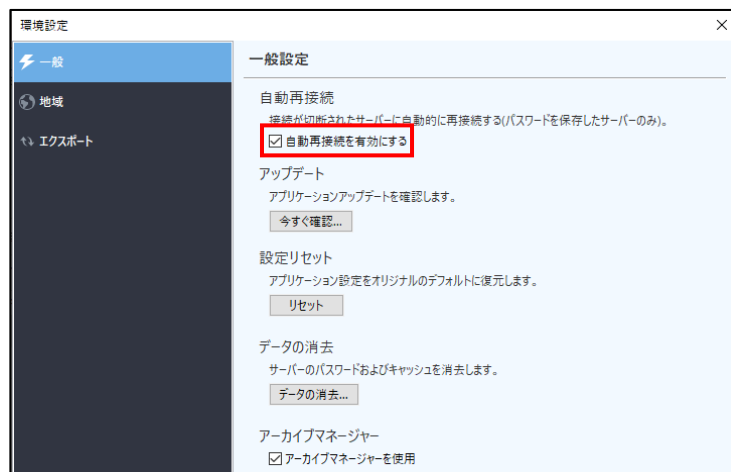 環境設定
一般
地域
エクスポート
一般設定
自動再接続
接続が切断されたサーバーに自動的に再接続する(パスワードを保存したサーバーのみ)。
自動再接続を有効にする
アップデート
アプリケーションアップデートを確認します。
今すぐ確認...
設定リセット
アプリケーション設定をオリジナルのデフォルトに復元します。
リセット
データの消去
サーバーのパスワードおよびキャッシュを消去します。
データの消去...
アーカイブマネージャー
アーカイブマネージャーを使用